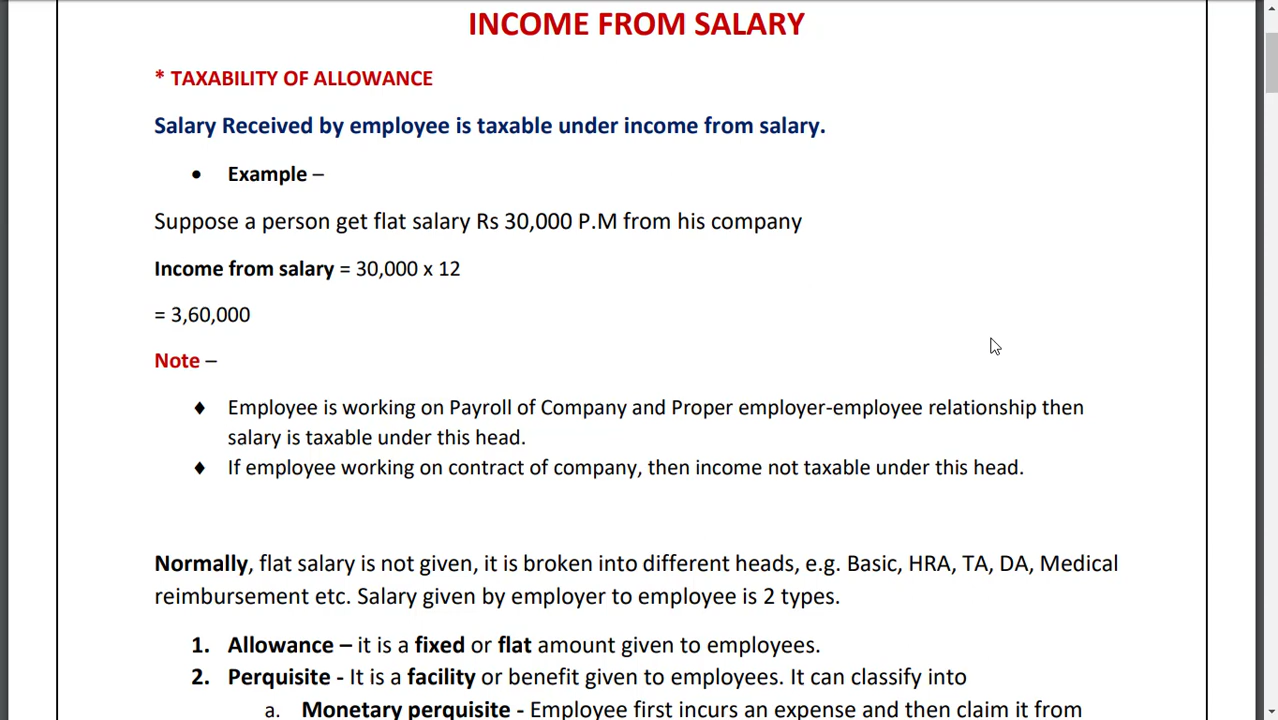 INCOME FROM SALARY
* TAXABILITY OF ALLOWANCE
Salary Received by employee is taxable under income from salary.
• Example –
Suppose a person get flat salary Rs 30,000 P.M from his company
Income from salary = 30,000 x 12
= 3,60,000
Note –
♦ Employee is working on Payroll of Company and Proper employer-employee relationship then
salary is taxable under this head.
♦ If employee working on contract of company, then income not taxable under this head.
Normally, flat salary is not given, it is broken into different heads, e.g. Basic, HRA, TA, DA, Medical
reimbursement etc. Salary given by employer to employee is 2 types.
1. Allowance – it is a fixed or flat amount given to employees.
2. Perquisite - It is a facility or benefit given to employees. It can classify into
a. Monetary perquisite - Employee first incurs an expense and then claim it from